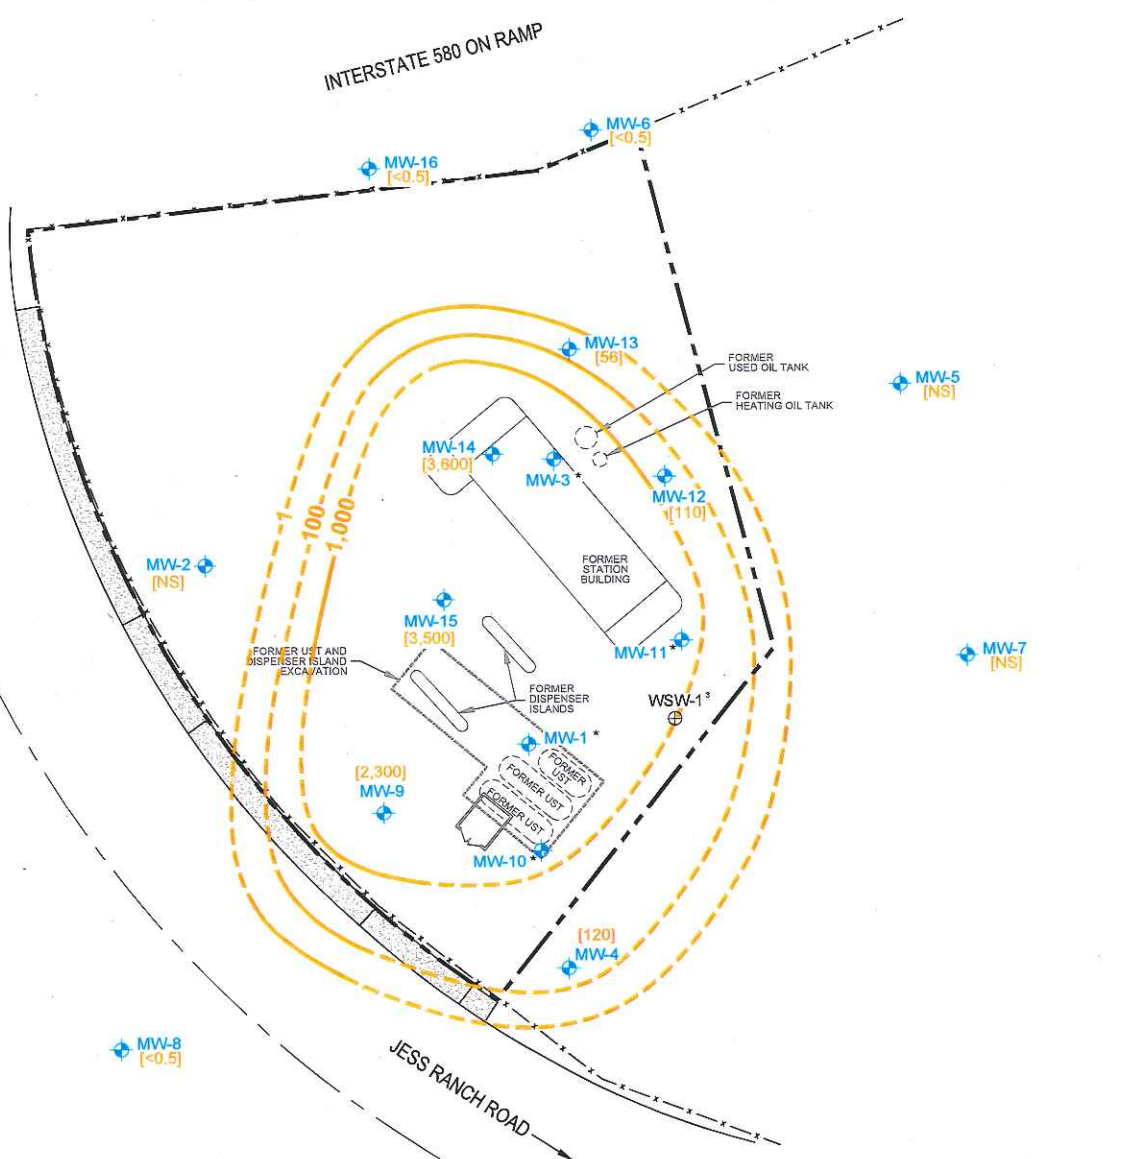 INTERSTATE 580 ON RAMP
MW-6
[<0.5]
MW-16
[<0.5]
MW-13
[56]
FORMER
USED OIL TANK
MW-5
[NS]
FORMER
HEATING OIL TANK
MW-14
[3,600]
MW-3 *
MW-12
[110]
1
100
1,000
FORMER
STATION
BUILDING
MW-2
[NS]
MW-15
[3,500]
MW-11 *
MW-7
[NS]
FORMER UST AND
DISPENSER ISLAND
EXCAVATION
FORMER
DISPENSER
ISLANDS
WSW-1³
MW-1 *
FORMER
UST
FORMER UST
FORMER UST
[2,300]
MW-9
MW-10 *
[120]
MW-4
MW-8
[<0.5]
JESS RANCH ROAD